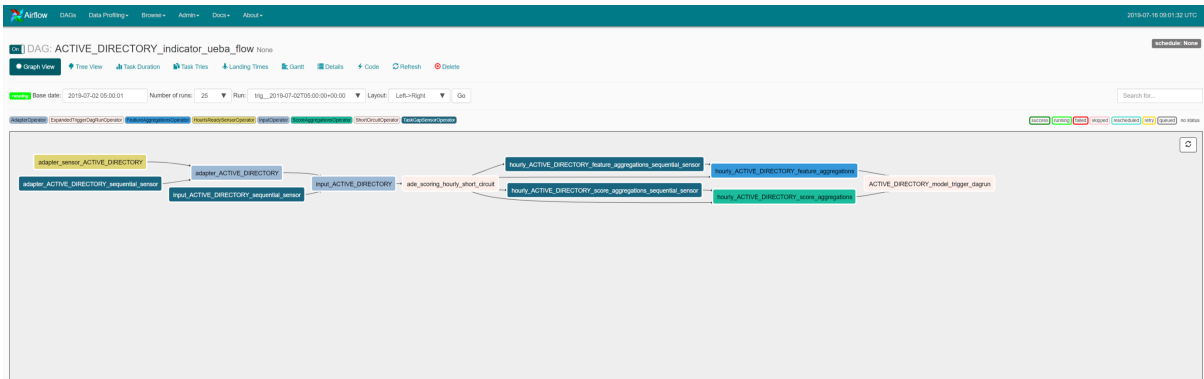 Airflow DAGs Data Profiling Browse Admin Docs About 2019-07-16 09:01:32 UTC
On DAG: ACTIVE_DIRECTORY_indicator_ueba_flow None schedule: None
Graph View Tree View Task Duration Task Tries Landing Times Gantt Details Code Refresh Delete
running Base date: 2019-07-02 05:00:01 Number of runs: 25 Run: trig__2019-07-02T05:00:00+00:00 Layout: Left->Right Go Search for...
AdapterOperator ExpandedTriggerDagRunOperator FeatureAggregationsOperator HourIsReadySensorOperator InputOperator ScoreAggregationsOperator ShortCircuitOperator TaskGapSensorOperator success running failed skipped rescheduled retry queued no status
adapter_sensor_ACTIVE_DIRECTORY
adapter_ACTIVE_DIRECTORY_sequential_sensor
adapter_ACTIVE_DIRECTORY
input_ACTIVE_DIRECTORY_sequential_sensor
input_ACTIVE_DIRECTORY
ade_scoring_hourly_short_circuit
hourly_ACTIVE_DIRECTORY_feature_aggregations_sequential_sensor
hourly_ACTIVE_DIRECTORY_score_aggregations_sequential_sensor
hourly_ACTIVE_DIRECTORY_feature_aggregations
hourly_ACTIVE_DIRECTORY_score_aggregations
ACTIVE_DIRECTORY_model_trigger_dagrun